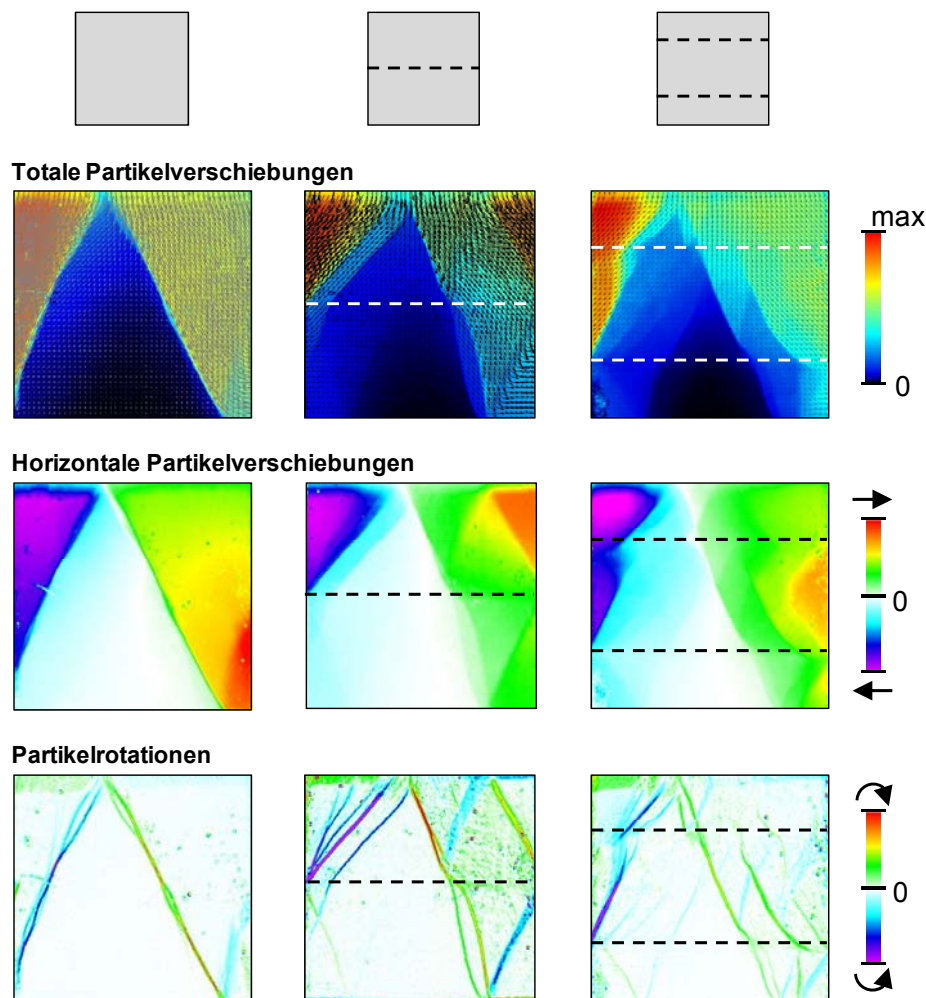 Totale Partikelverschiebungen
max
0
Horizontale Partikelverschiebungen
0
Partikelrotationen
0